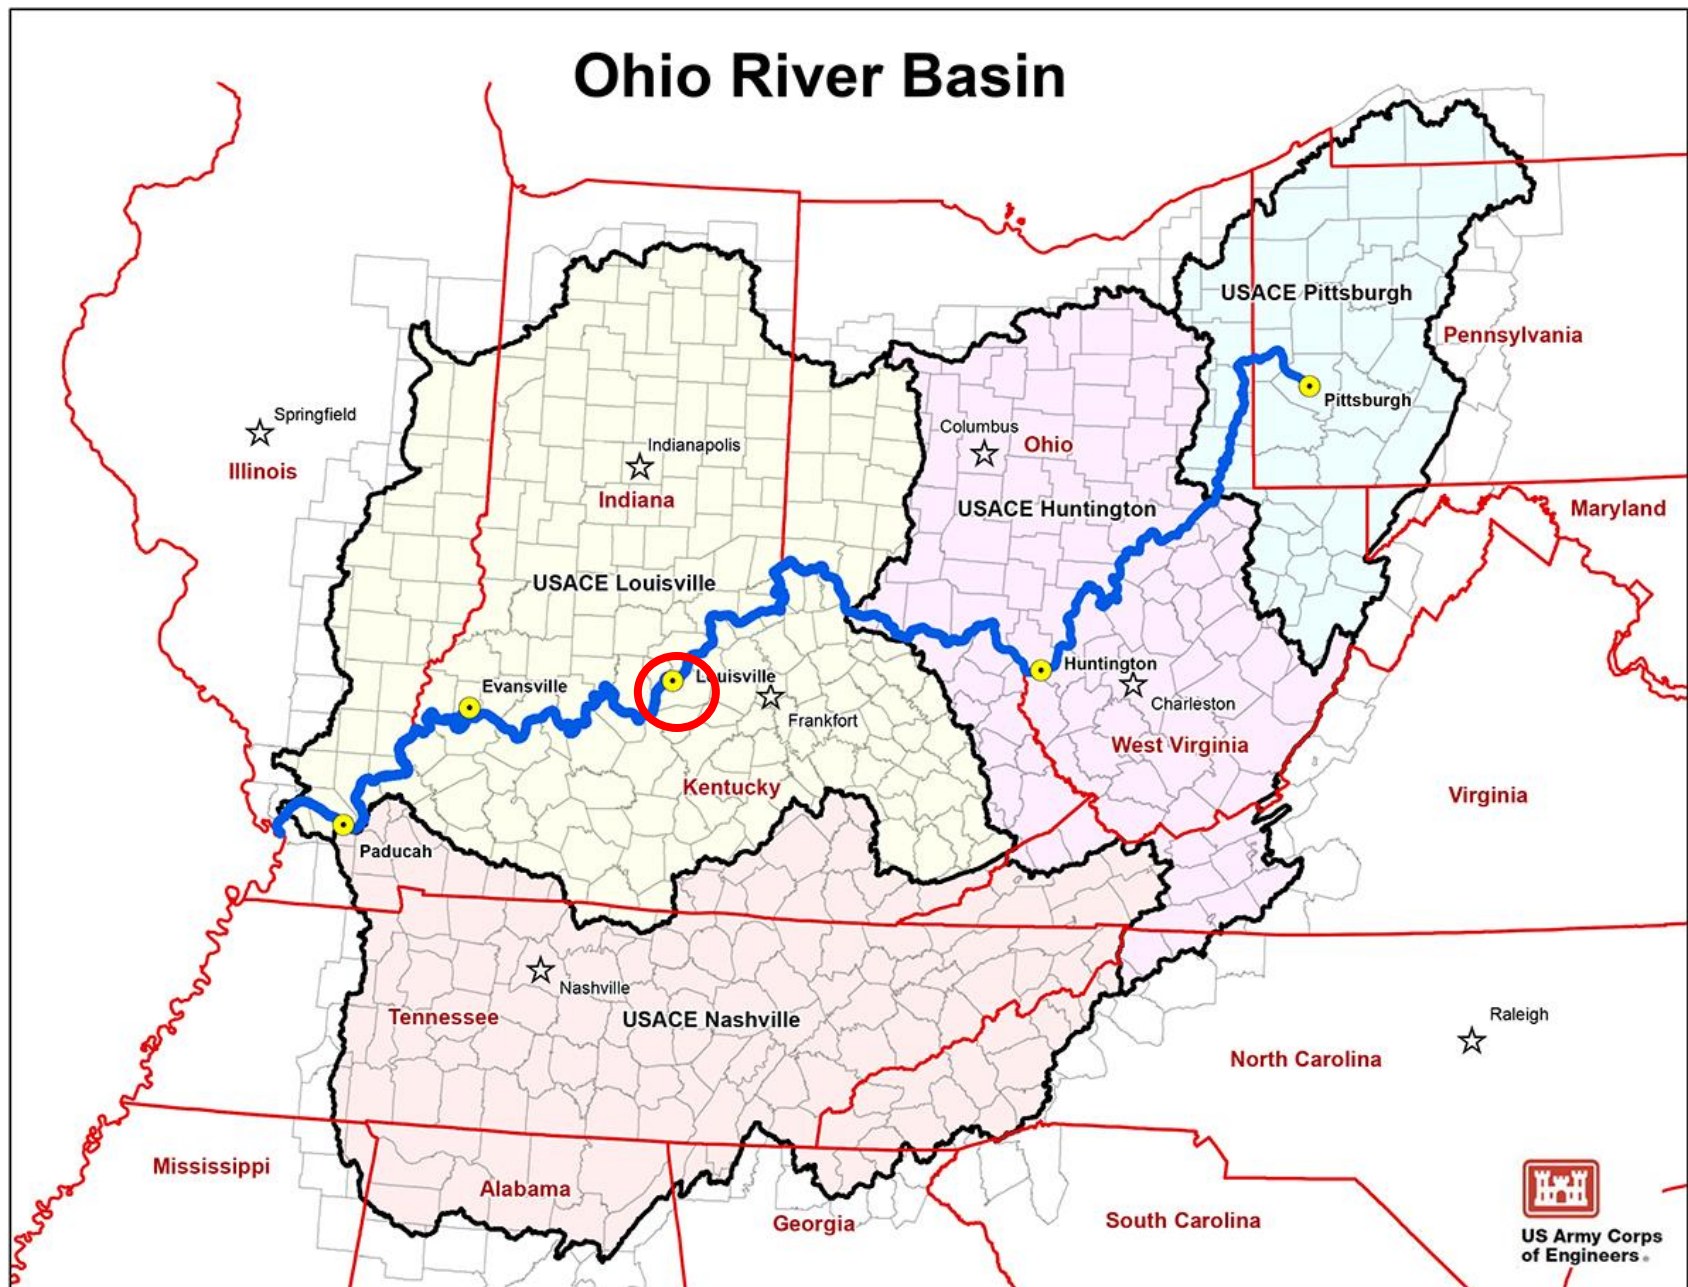 Ohio River Basin
USACE Pittsburgh
Pennsylvania
Pittsburgh
Springfield
Illinois
Indianapolis
Indiana
Columbus
Ohio
USACE Huntington
Maryland
USACE Louisville
Evansville
Louisville
Frankfort
Huntington
Charleston
West Virginia
Kentucky
Virginia
Paducah
Nashville
Tennessee
USACE Nashville
Raleigh
North Carolina
Mississippi
Alabama
Georgia
South Carolina
US Army Corps
of Engineers